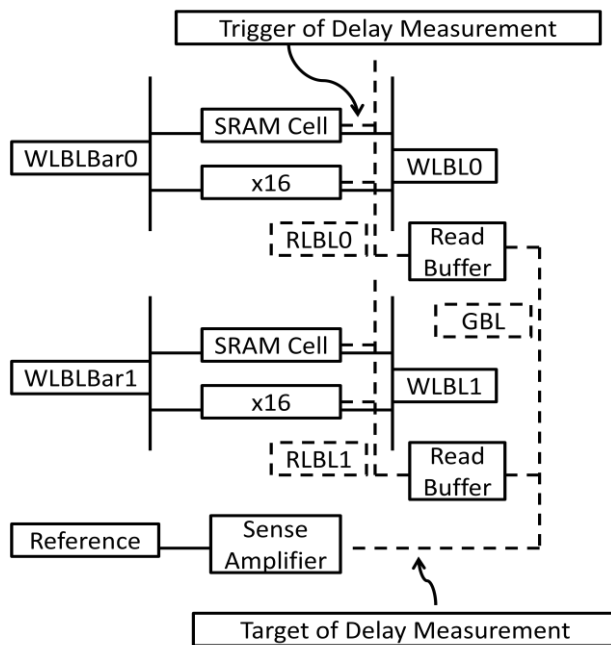 Trigger of Delay Measurement
SRAM Cell
WLBLBar0
WLBL0
x16
RLBL0
Read
Buffer
GBL
SRAM Cell
WLBLBar1
WLBL1
x16
RLBL1
Read
Buffer
Reference
Sense
Amplifier
Target of Delay Measurement